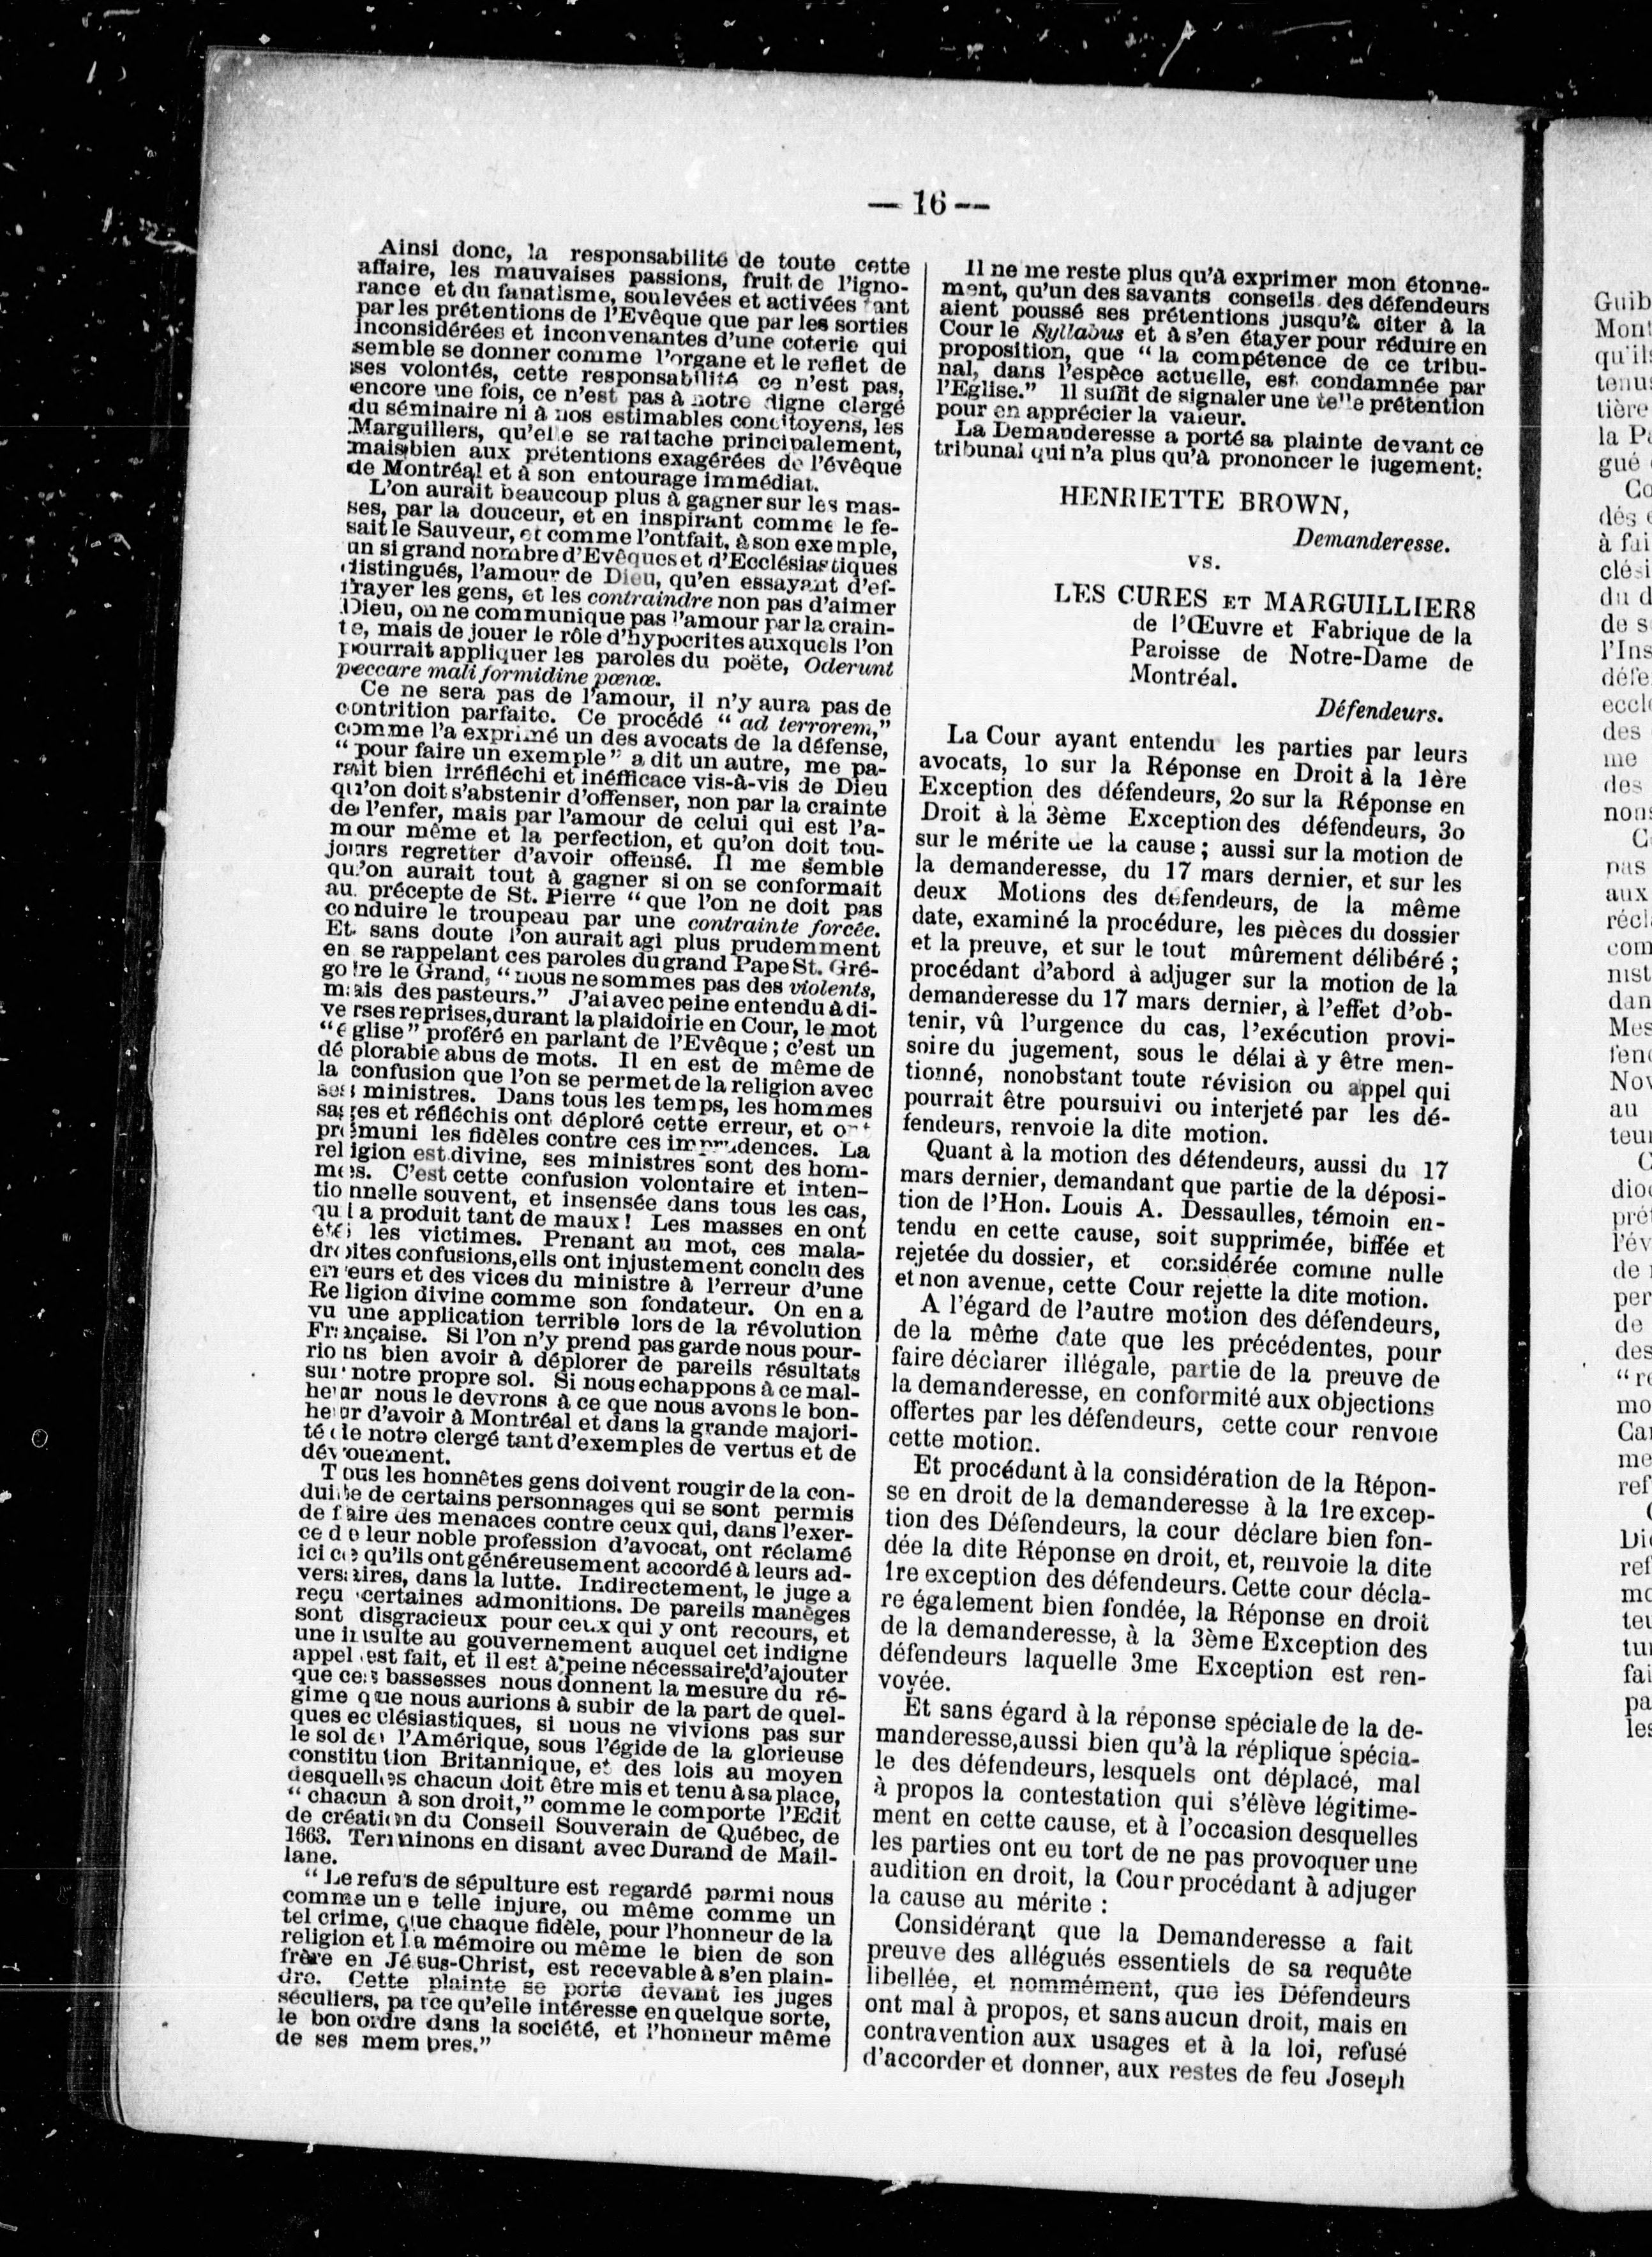 — 16 —
Ainsi donc, la responsabilité de toute cette
affaire, les mauvaises passions, fruit de l'igno-
rance et du fanatisme, soulevées et activées tant
par les prétentions de l'Evêque que par les sorties
inconsidérées et inconvenantes d'une coterie qui
semble se donner comme l'organe et le reflet de
ses volontés, cette responsabilité ce n'est pas,
encore une fois, ce n'est pas à notre digne clergé
du séminaire ni à nos estimables concitoyens, les
Marguillers, qu'elle se rattache principalement,
mais bien aux prétentions exagérées de l'évêque
de Montréal et à son entourage immédiat.
L'on aurait beaucoup plus à gagner sur les mas-
ses, par la douceur, et en inspirant comme le fe-
sait le Sauveur, et comme l'ont fait, à son exemple,
un si grand nombre d'Evêques et d'Ecclésiastiques
distingués, l'amour de Dieu, qu'en essayant d'ef-
frayer les gens, et les contraindre non pas d'aimer
Dieu, on ne communique pas l'amour par la crain-
te, mais de jouer le rôle d'hypocrites auxquels l'on
pourrait appliquer les paroles du poëte, Oderunt
peccare mali formidine pœnœ.
Ce ne sera pas de l'amour, il n'y aura pas de
contrition parfaite. Ce procédé " ad terrorem,"
comme l'a exprimé un des avocats de la défense,
" pour faire un exemple " a dit un autre, me pa-
rait bien irréfléchi et inéfficace vis-à-vis de Dieu
qu'on doit s'abstenir d'offenser, non par la crainte
de l'enfer, mais par l'amour de celui qui est l'a-
mour même et la perfection, et qu'on doit tou-
jours regretter d'avoir offensé. Il me semble
qu'on aurait tout à gagner si on se conformait
au précepte de St. Pierre " que l'on ne doit pas
conduire le troupeau par une contrainte forcée.
Et sans doute l'on aurait agi plus prudemment
en se rappelant ces paroles du grand Pape St. Gré-
goire le Grand, " nous ne sommes pas des violents,
mais des pasteurs." J'ai avec peine entendu à di-
verses reprises, durant la plaidoirie en Cour, le mot
" église " proféré en parlant de l'Evêque ; c'est un
déplorable abus de mots. Il en est de même de
la confusion que l'on se permet de la religion avec
ses ministres. Dans tous les temps, les hommes
sages et réfléchis ont déploré cette erreur, et ont
prémuni les fidèles contre ces imprudences. La
religion est divine, ses ministres sont des hom-
mes. C'est cette confusion volontaire et inten-
tionnelle souvent, et insensée dans tous les cas,
qui a produit tant de maux ! Les masses en ont
été les victimes. Prenant au mot, ces mala-
droites confusions, ells ont injustement conclu des
erreurs et des vices du ministre à l'erreur d'une
Religion divine comme son fondateur. On en a
vu une application terrible lors de la révolution
Française. Si l'on n'y prend pas garde nous pour-
rions bien avoir à déplorer de pareils résultats
sur notre propre sol. Si nous echappons à ce mal-
heur nous le devrons à ce que nous avons le bon-
heur d'avoir à Montréal et dans la grande majori-
té de notre clergé tant d'exemples de vertus et de
dévouement.
Tous les honnêtes gens doivent rougir de la con-
duite de certains personnages qui se sont permis
de faire des menaces contre ceux qui, dans l'exer-
ce de leur noble profession d'avocat, ont réclamé
ici ce qu'ils ont généreusement accordé à leurs ad-
versaires, dans la lutte. Indirectement, le juge a
reçu certaines admonitions. De pareils manèges
sont disgracieux pour ceux qui y ont recours, et
une insulte au gouvernement auquel cet indigne
appel est fait, et il est à peine nécessaire d'ajouter
que ces bassesses nous donnent la mesure du ré-
gime que nous aurions à subir de la part de quel-
ques ecclésiastiques, si nous ne vivions pas sur
le sol de l'Amérique, sous l'égide de la glorieuse
constitution Britannique, et des lois au moyen
desquelles chacun doit être mis et tenu à sa place,
" chacun à son droit," comme le comporte l'Edit
de création du Conseil Souverain de Québec, de
1663. Terminons en disant avec Durand de Mail-
lane.
" Le refus de sépulture est regardé parmi nous
comme une telle injure, ou même comme un
tel crime, que chaque fidèle, pour l'honneur de la
religion et la mémoire ou même le bien de son
frère en Jésus-Christ, est recevable à s'en plain-
dre. Cette plainte se porte devant les juges
séculiers, parce qu'elle intéresse en quelque sorte,
le bon ordre dans la société, et l'honneur même
de ses membres."
Il ne me reste plus qu'à exprimer mon étonne-
ment, qu'un des savants conseils des défendeurs
aient poussé ses prétentions jusqu'à citer à la
Cour le Syllabus et à s'en étayer pour réduire en
proposition, que " la compétence de ce tribu-
nal, dans l'espèce actuelle, est condamnée par
l'Eglise." Il suffit de signaler une telle prétention
pour en apprécier la valeur.
La Demanderesse a porté sa plainte devant ce
tribunal qui n'a plus qu'à prononcer le jugement:
HENRIETTE BROWN,
Demanderesse.
vs.
LES CURES ET MARGUILLIERS
de l'Œuvre et Fabrique de la
Paroisse de Notre-Dame de
Montréal.
Défendeurs.
La Cour ayant entendu les parties par leurs
avocats, 1o sur la Réponse en Droit à la 1ère
Exception des défendeurs, 2o sur la Réponse en
Droit à la 3ème Exception des défendeurs, 3o
sur le mérite de la cause ; aussi sur la motion de
la demanderesse, du 17 mars dernier, et sur les
deux Motions des défendeurs, de la même
date, examiné la procédure, les pièces du dossier
et la preuve, et sur le tout mûrement délibéré ;
procédant d'abord à adjuger sur la motion de la
demanderesse du 17 mars dernier, à l'effet d'ob-
tenir, vû l'urgence du cas, l'exécution provi-
soire du jugement, sous le délai à y être men-
tionné, nonobstant toute révision ou appel qui
pourrait être poursuivi ou interjeté par les dé-
fendeurs, renvoie la dite motion.
Quant à la motion des défendeurs, aussi du 17
mars dernier, demandant que partie de la déposi-
tion de l'Hon. Louis A. Dessaulles, témoin en-
tendu en cette cause, soit supprimée, biffée et
rejetée du dossier, et considérée comme nulle
et non avenue, cette Cour rejette la dite motion.
A l'égard de l'autre motion des défendeurs,
de la même date que les précédentes, pour
faire déclarer illégale, partie de la preuve de
la demanderesse, en conformité aux objections
offertes par les défendeurs, cette cour renvoie
cette motion.
Et procédant à la considération de la Répon-
se en droit de la demanderesse à la 1re excep-
tion des Défendeurs, la cour déclare bien fon-
dée la dite Réponse en droit, et, renvoie la dite
1re exception des défendeurs. Cette cour décla-
re également bien fondée, la Réponse en droit
de la demanderesse, à la 3ème Exception des
défendeurs laquelle 3me Exception est ren-
voyée.
Et sans égard à la réponse spéciale de la de-
manderesse, aussi bien qu'à la réplique spécia-
le des défendeurs, lesquels ont déplacé, mal
à propos la contestation qui s'élève légitime-
ment en cette cause, et à l'occasion desquelles
les parties ont eu tort de ne pas provoquer une
audition en droit, la Cour procédant à adjuger
la cause au mérite :
Considérant que la Demanderesse a fait
preuve des allégués essentiels de sa requête
libellée, et nommément, que les Défendeurs
ont mal à propos, et sans aucun droit, mais en
contravention aux usages et à la loi, refusé
d'accorder et donner, aux restes de feu Joseph